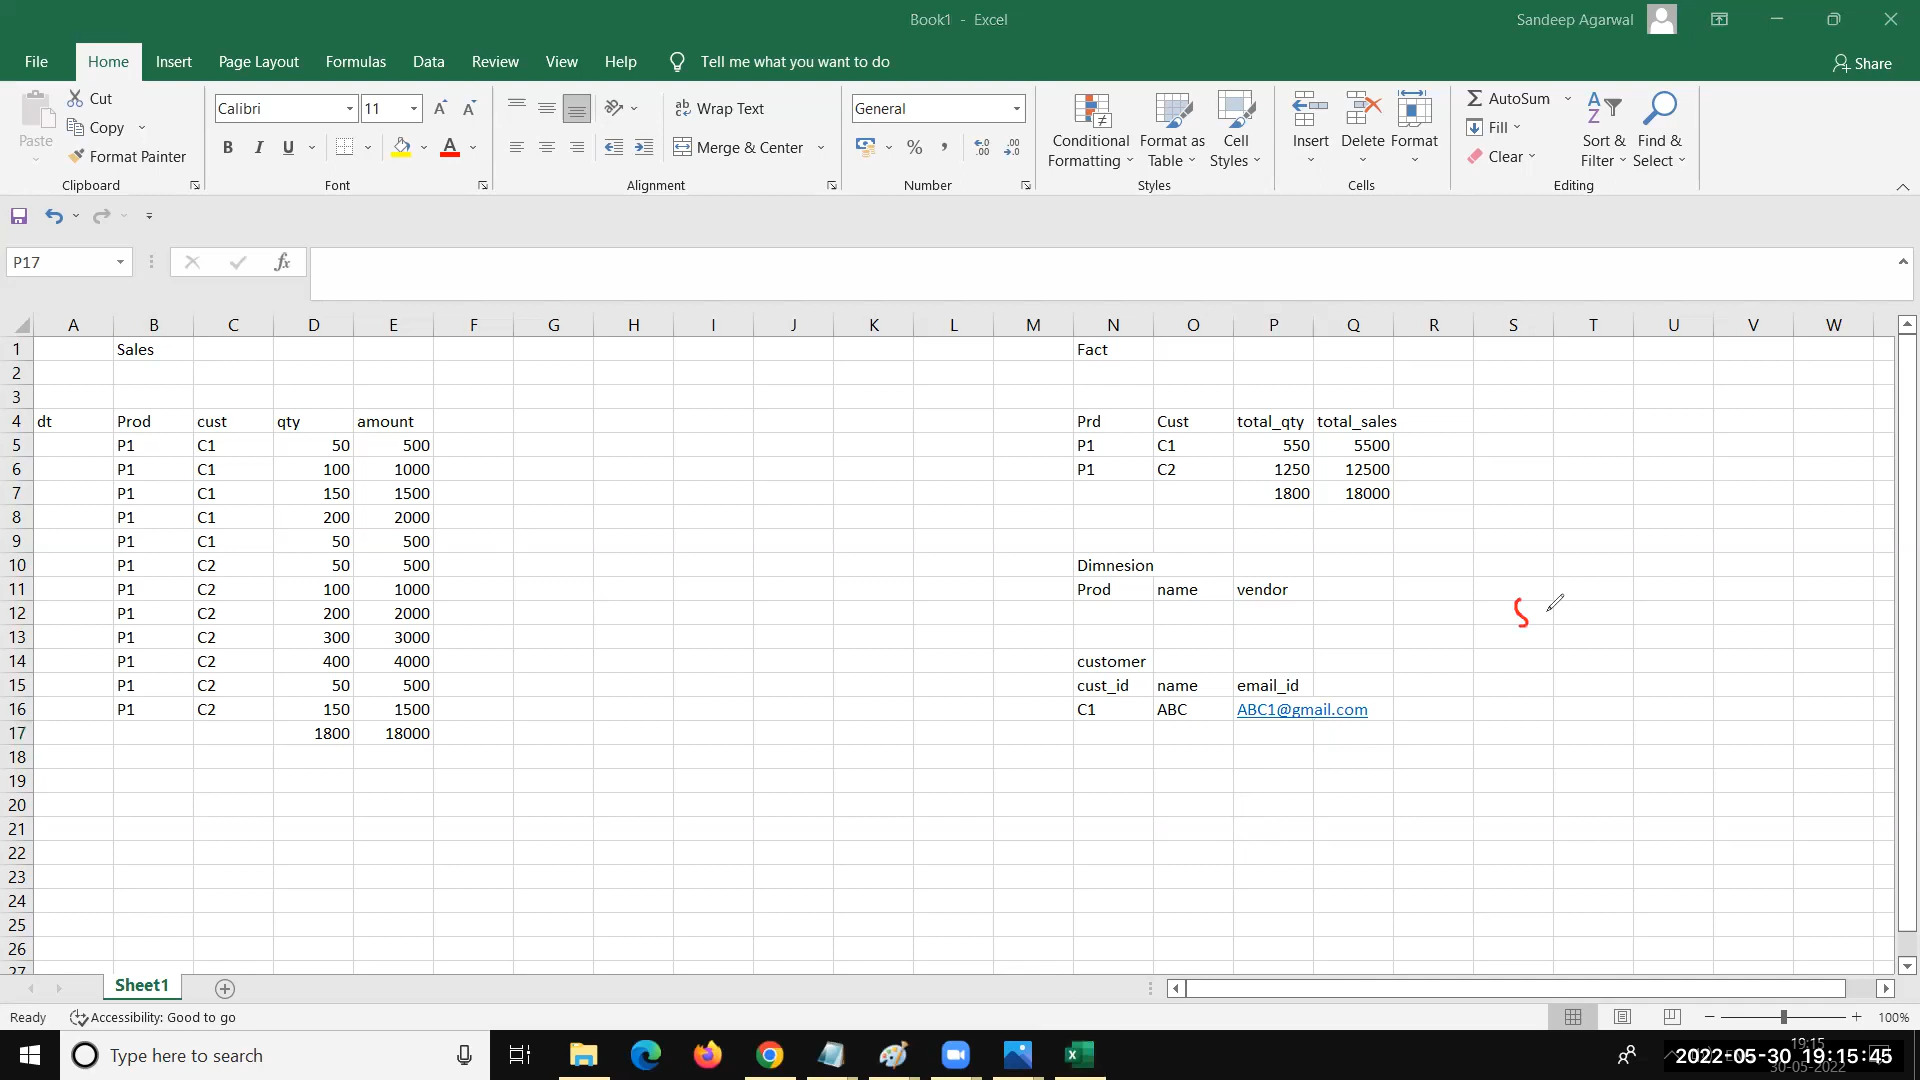 Book1 - Excel
Sandeep Agarwal
File Home Insert Page Layout Formulas Data Review View Help Tell me what you want to do
Share
Paste
Cut
Copy
Format Painter
Clipboard
Calibri 11
B I U
Font
Wrap Text
Merge & Center
Alignment
General
Number
Conditional Formatting
Format as Table
Cell Styles
Styles
Insert Delete Format
Cells
AutoSum
Fill
Clear
Sort & Filter
Find & Select
Editing
P17
fx
A B C D E F G H I J K L M N O P Q R S T U V W
1 Sales Fact
2
3
4 dt Prod cust qty amount Prd Cust total_qty total_sales
5 P1 C1 50 500 P1 C1 550 5500
6 P1 C1 100 1000 P1 C2 1250 12500
7 P1 C1 150 1500 1800 18000
8 P1 C1 200 2000
9 P1 C1 50 500
10 P1 C2 50 500 Dimnesion
11 P1 C2 100 1000 Prod name vendor
12 P1 C2 200 2000
13 P1 C2 300 3000
14 P1 C2 400 4000 customer
15 P1 C2 50 500 cust_id name email_id
16 P1 C2 150 1500 C1 ABC ABC1@gmail.com
17 1800 18000
18
19
20
21
22
23
24
25
26
27
Sheet1
Ready Accessibility: Good to go
100%
Type here to search
19:15
2022-05-30 19:15:45
30-05-2022